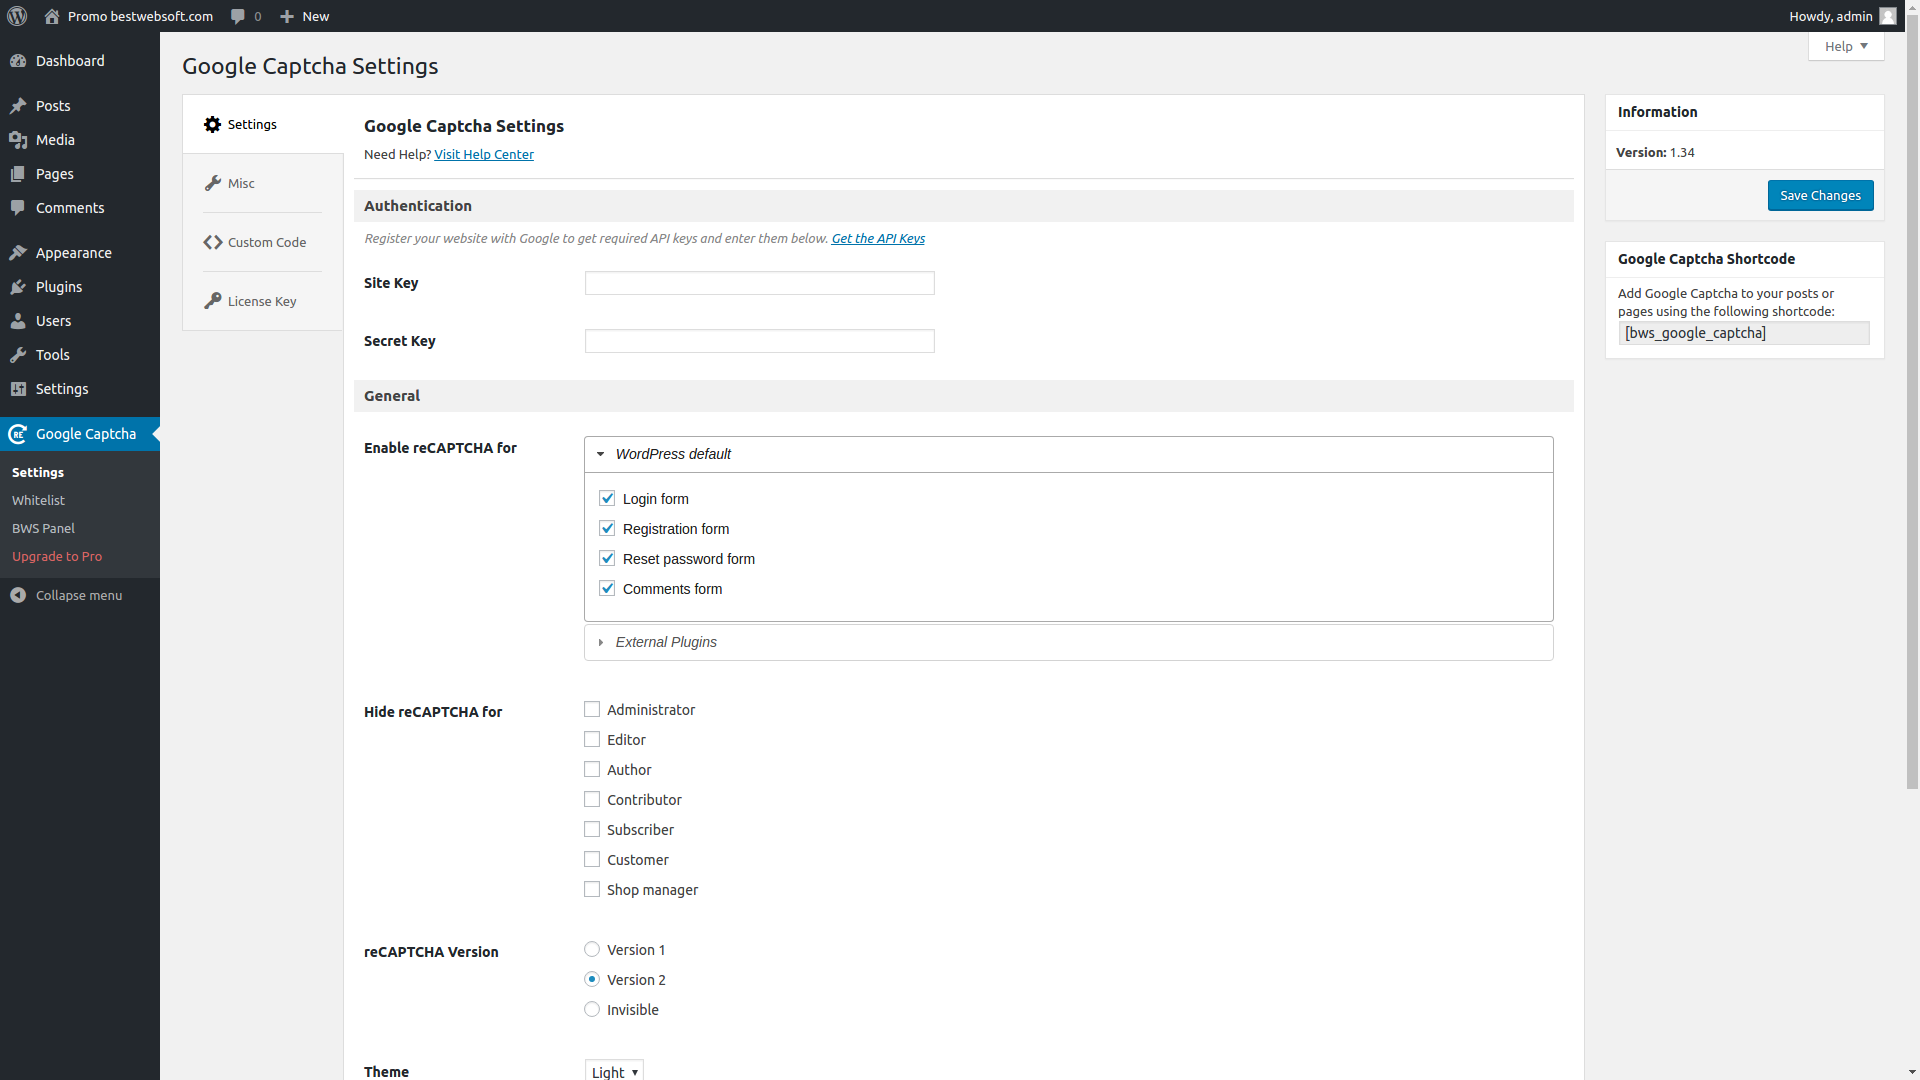 Promo bestwebsoft.com 0 New Howdy, admin
Help
Dashboard
Posts
Media
Pages
Comments
Appearance
Plugins
Users
Tools
Settings
Google Captcha
Settings
Whitelist
BWS Panel
Upgrade to Pro
Collapse menu
Google Captcha Settings
Settings
Misc
Custom Code
License Key
Google Captcha Settings
Need Help? Visit Help Center
Authentication
Register your website with Google to get required API keys and enter them below. Get the API Keys
Site Key
Secret Key
General
Enable reCAPTCHA for
WordPress default
Login form
Registration form
Reset password form
Comments form
External Plugins
Hide reCAPTCHA for
Administrator
Editor
Author
Contributor
Subscriber
Customer
Shop manager
reCAPTCHA Version
Version 1
Version 2
Invisible
Theme
Light
Information
Version: 1.34
Save Changes
Google Captcha Shortcode
Add Google Captcha to your posts or
pages using the following shortcode:
[bws_google_captcha]